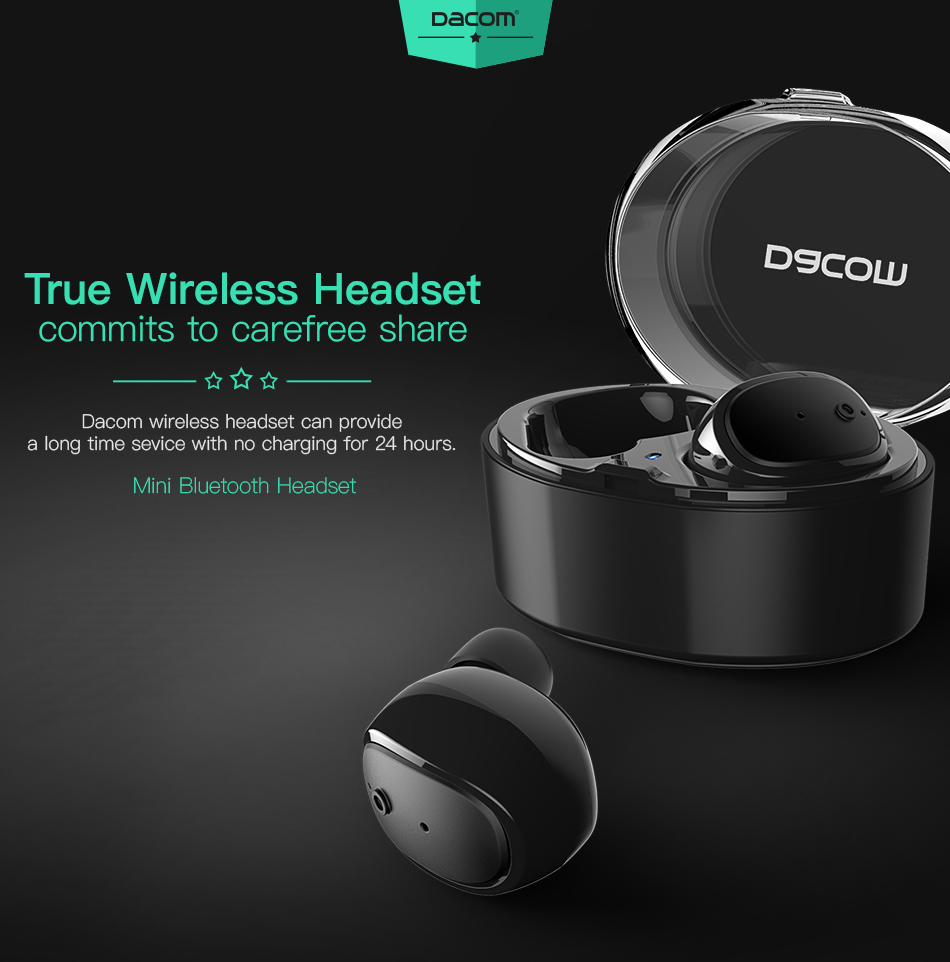 DACOM®
DACOM
True Wireless Headset
commits to carefree share
Dacom wireless headset can provide
a long time sevice with no charging for 24 hours.
Mini Bluetooth Headset